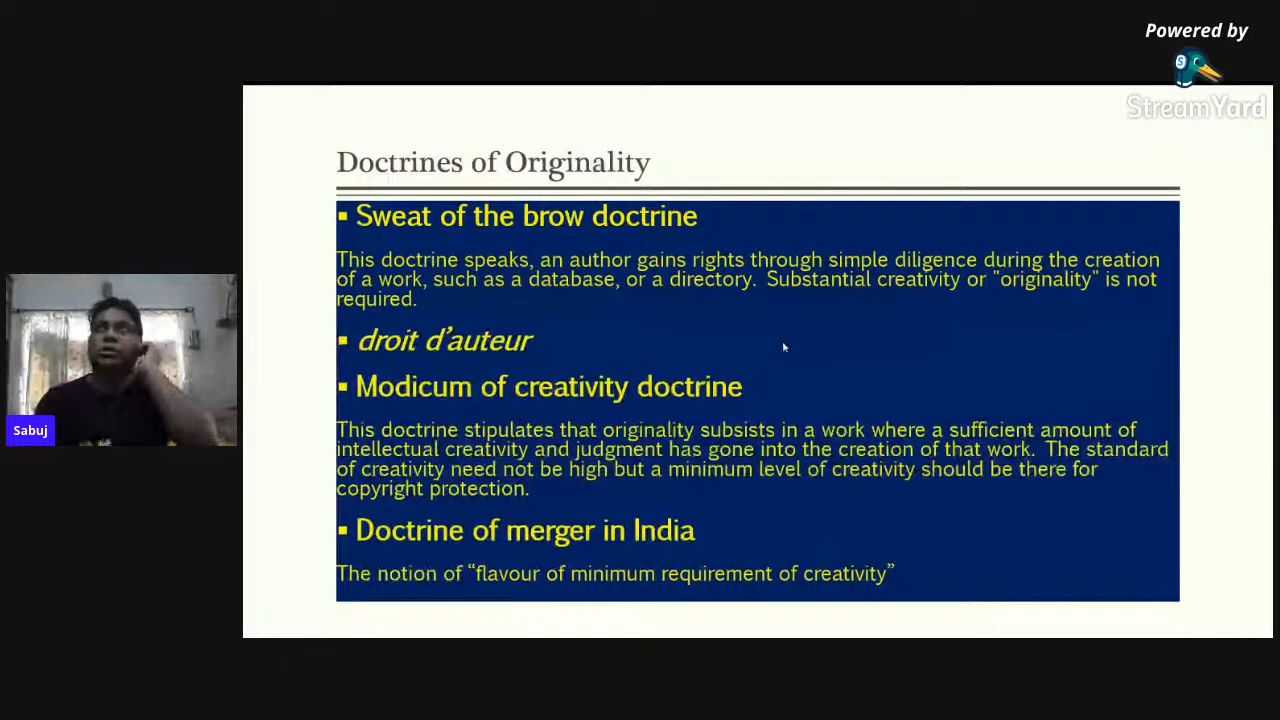 Powered by
StreamYard
Doctrines of Originality
▪ Sweat of the brow doctrine
This doctrine speaks, an author gains rights through simple diligence during the creation
of a work, such as a database, or a directory. Substantial creativity or "originality" is not
required.
▪ droit d’auteur
▪ Modicum of creativity doctrine
This doctrine stipulates that originality subsists in a work where a sufficient amount of
intellectual creativity and judgment has gone into the creation of that work. The standard
of creativity need not be high but a minimum level of creativity should be there for
copyright protection.
▪ Doctrine of merger in India
The notion of “flavour of minimum requirement of creativity”
Sabuj